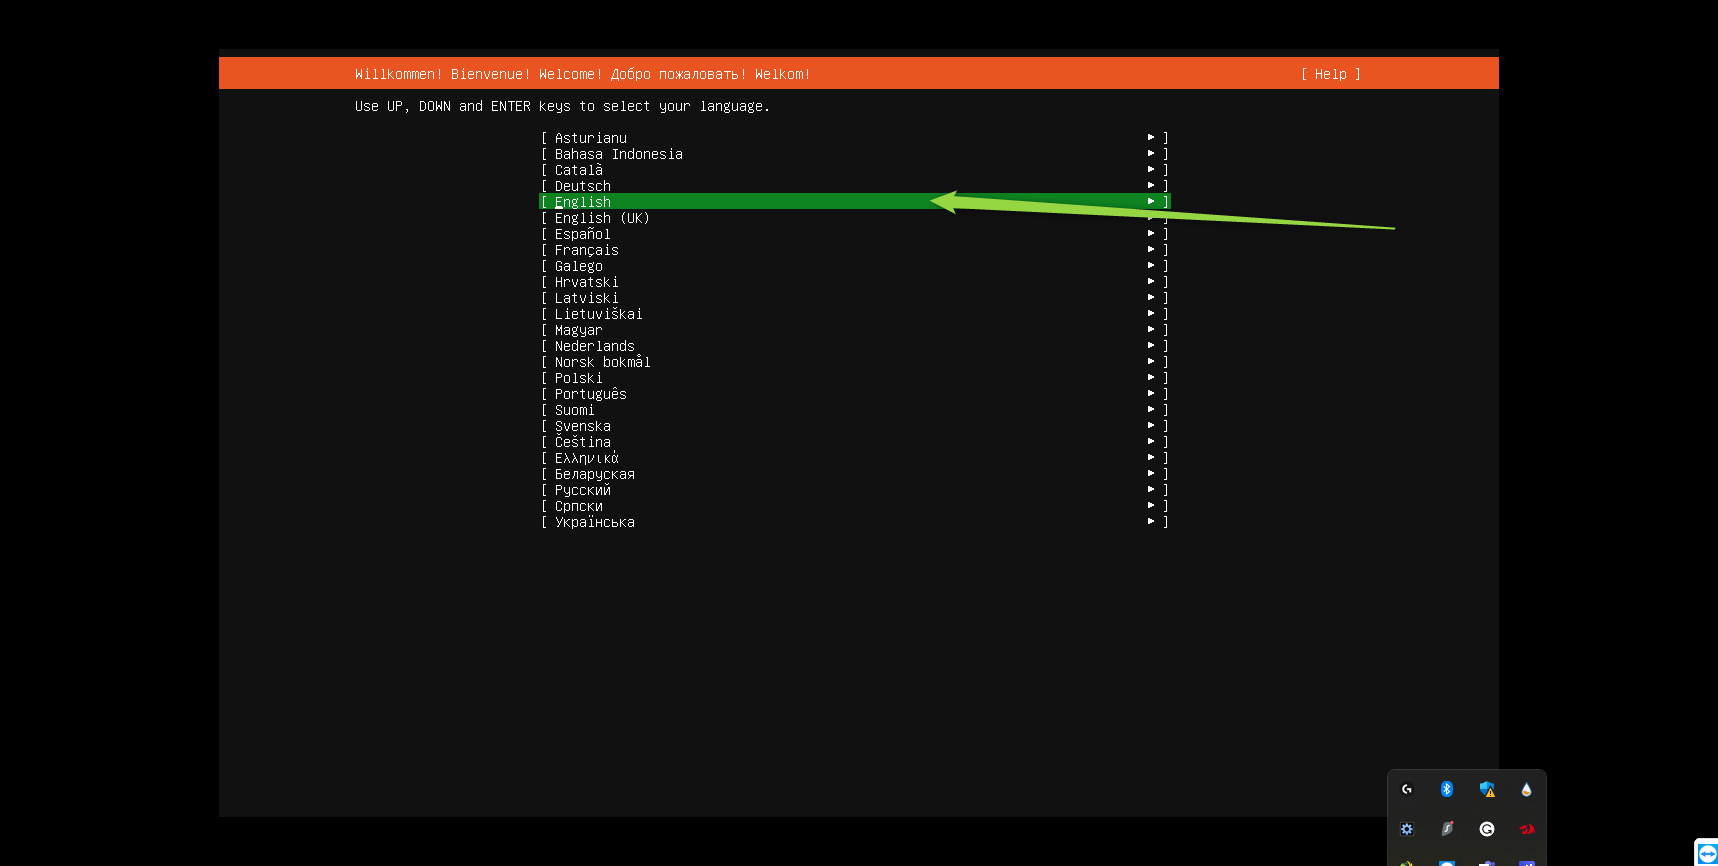 Willkommen! Bienvenue! Welcome! Добро пожаловать! Welkom! [ Help ]
Use UP, DOWN and ENTER keys to select your language.
[ Asturianu ▸ ]
[ Bahasa Indonesia ▸ ]
[ Català ▸ ]
[ Deutsch ▸ ]
[ English ▸ ]
[ English (UK) ▸ ]
[ Español ▸ ]
[ Français ▸ ]
[ Galego ▸ ]
[ Hrvatski ▸ ]
[ Latviski ▸ ]
[ Lietuviškai ▸ ]
[ Magyar ▸ ]
[ Nederlands ▸ ]
[ Norsk bokmål ▸ ]
[ Polski ▸ ]
[ Português ▸ ]
[ Suomi ▸ ]
[ Svenska ▸ ]
[ Čeština ▸ ]
[ Ελληνικά ▸ ]
[ Беларуская ▸ ]
[ Русский ▸ ]
[ Српски ▸ ]
[ Українська ▸ ]